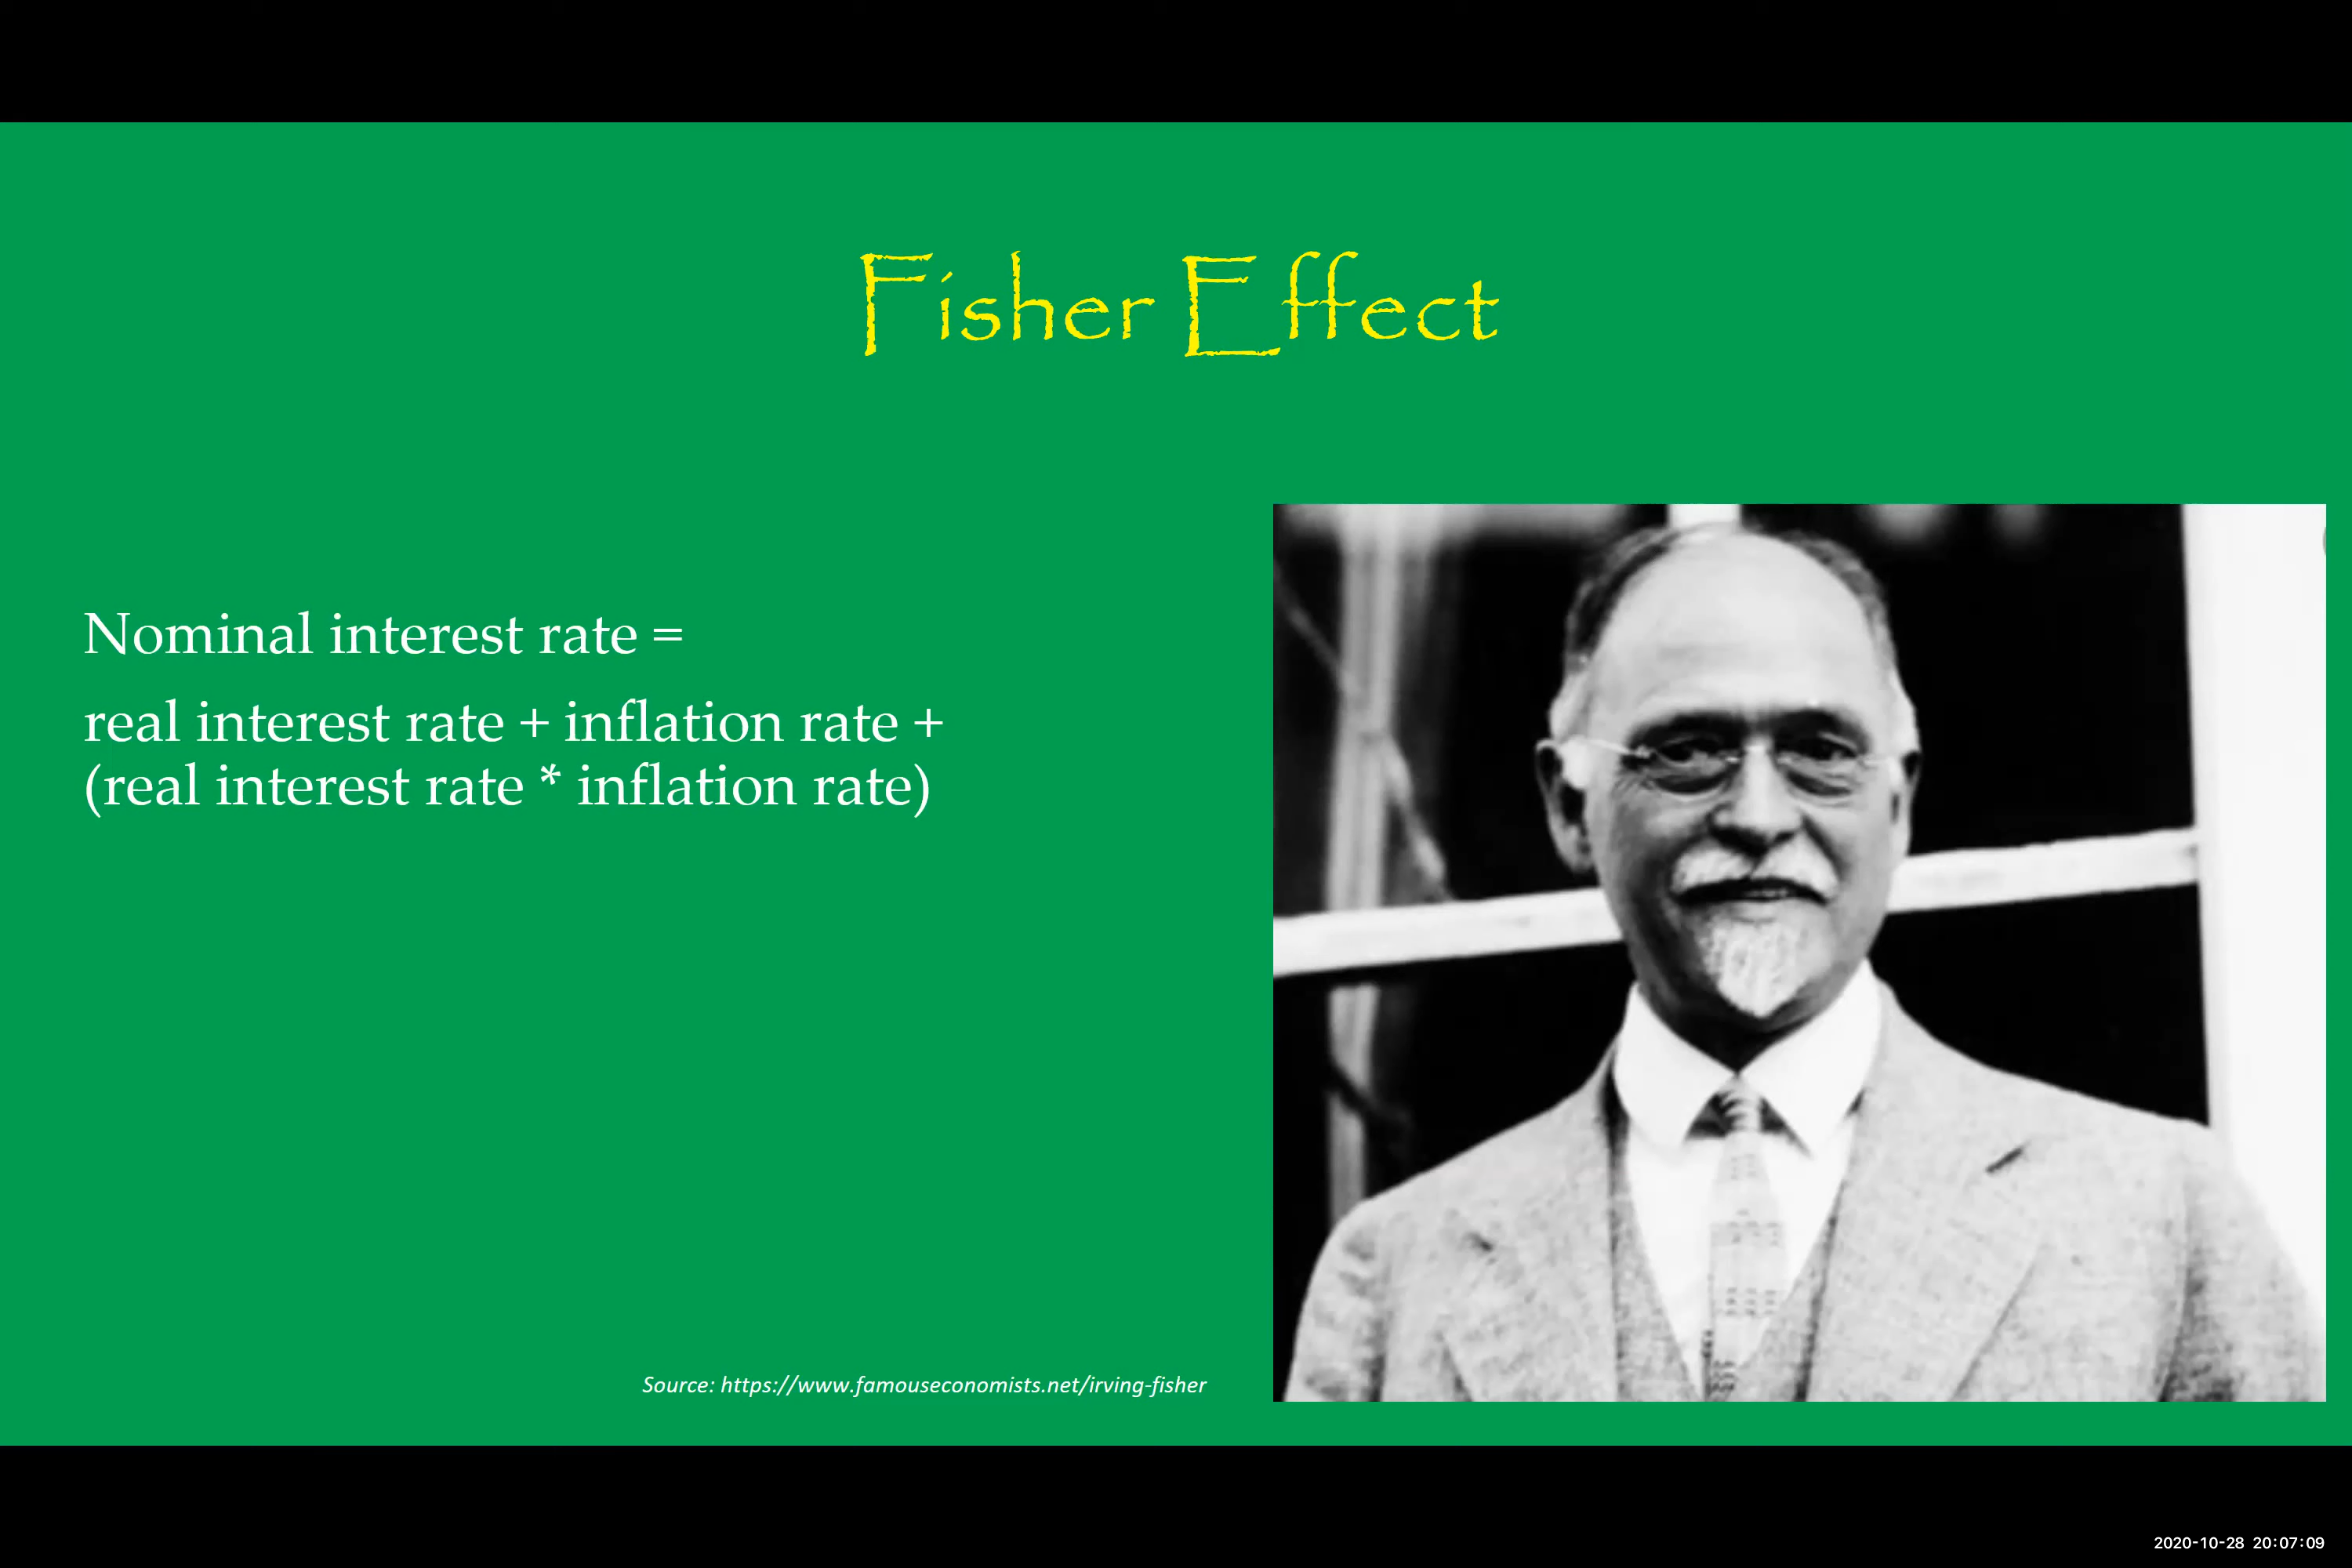 Fisher Effect
Nominal interest rate =
real interest rate + inflation rate +
(real interest rate * inflation rate)
Source: https://www.famouseconomists.net/irving-fisher
2020-10-28 20:07:09